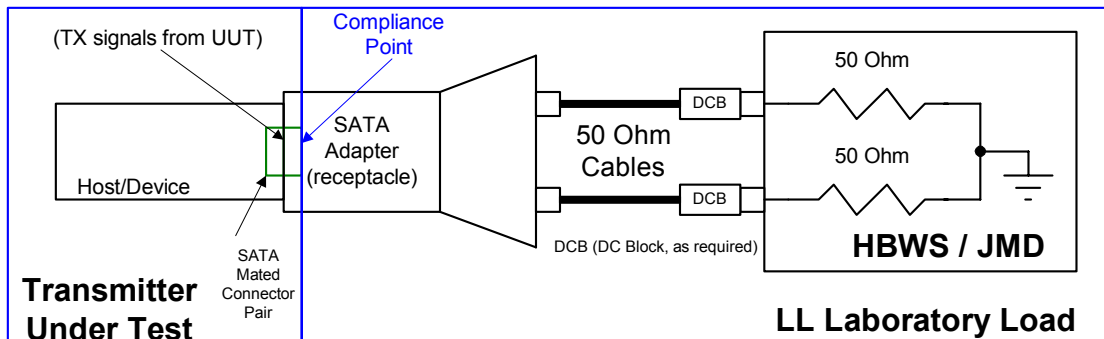 (TX signals from UUT)
Compliance
Point
SATA
Adapter
(receptacle)
Host/Device
SATA
Mated
Connector
Pair
Transmitter
Under Test
DCB
50 Ohm
Cables
DCB
DCB (DC Block, as required)
50 Ohm
50 Ohm
HBWS / JMD
LL Laboratory Load